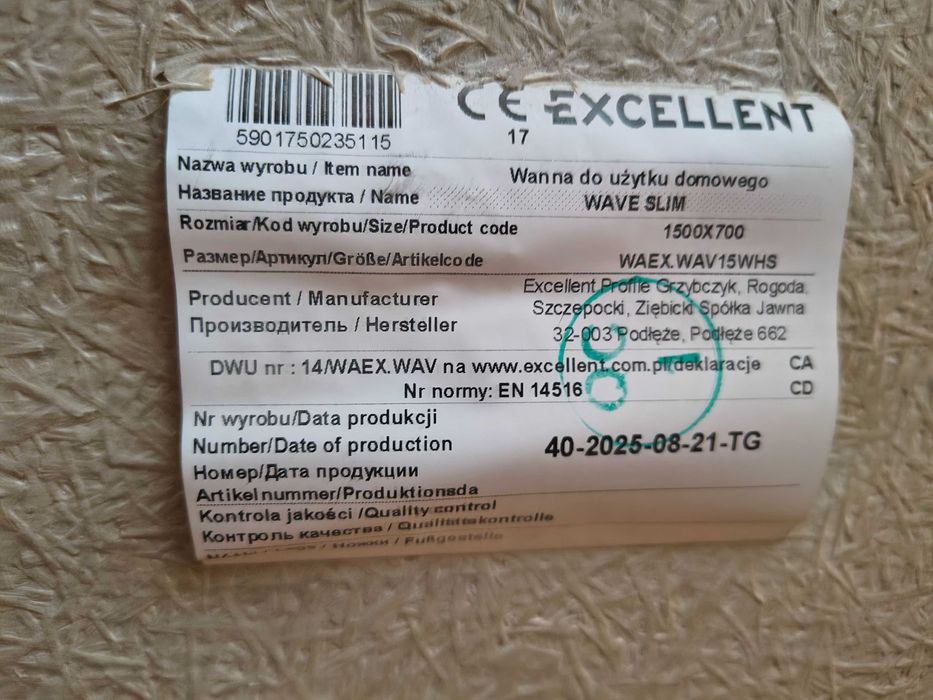 5901750235115
CE EXCELLENT
17
Nazwa wyrobu / Item name
Wanna do użytku domowego
Название продукта / Name
WAVE SLIM
Rozmiar/Kod wyrobu/Size/Product code
1500X700
Размер/Артикул/Größe/Artikelcode
WAEX.WAV15WHS
Producent / Manufacturer
Производитель / Hersteller
Excellent Profile Grzybczyk, Rogoda,
Szczepocki, Ziębicki Spółka Jawna
32-003 Podłęże, Podłęże 662
DWU nr : 14/WAEX.WAV na www.excellent.com.pl/deklaracje CA
Nr normy: EN 14516 CD
Nr wyrobu/Data produkcji
Number/Date of production
40-2025-08-21-TG
Номер/Дата продукции
Artikelnummer/Produktionsda
Kontrola jakości /Quality control
Контроль качества / Qualitätskontrolle
Ножки / Fußgestelle